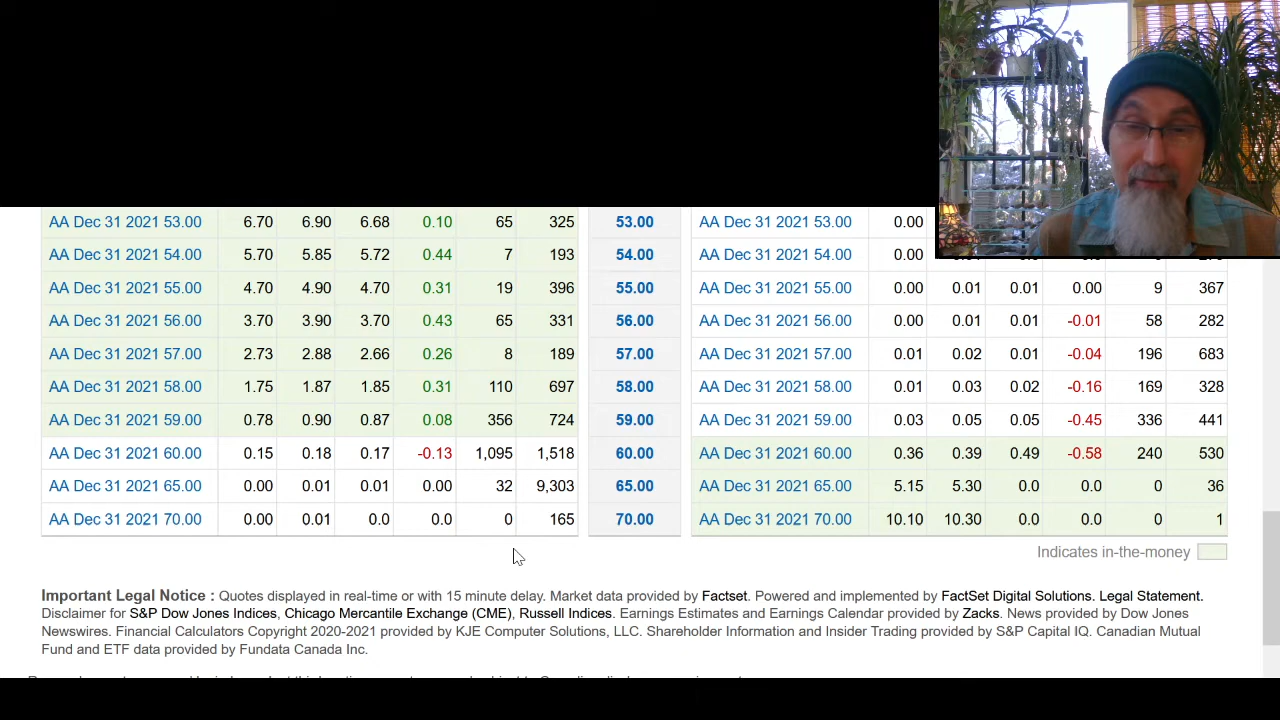 AA Dec 31 2021 53.00 6.70 6.90 6.68 0.10 65 325 53.00 AA Dec 31 2021 53.00 0.00
AA Dec 31 2021 54.00 5.70 5.85 5.72 0.44 7 193 54.00 AA Dec 31 2021 54.00 0.00
AA Dec 31 2021 55.00 4.70 4.90 4.70 0.31 19 396 55.00 AA Dec 31 2021 55.00 0.00 0.01 0.01 0.00 9 367
AA Dec 31 2021 56.00 3.70 3.90 3.70 0.43 65 331 56.00 AA Dec 31 2021 56.00 0.00 0.01 0.01 -0.01 58 282
AA Dec 31 2021 57.00 2.73 2.88 2.66 0.26 8 189 57.00 AA Dec 31 2021 57.00 0.01 0.02 0.01 -0.04 196 683
AA Dec 31 2021 58.00 1.75 1.87 1.85 0.31 110 697 58.00 AA Dec 31 2021 58.00 0.01 0.03 0.02 -0.16 169 328
AA Dec 31 2021 59.00 0.78 0.90 0.87 0.08 356 724 59.00 AA Dec 31 2021 59.00 0.03 0.05 0.05 -0.45 336 441
AA Dec 31 2021 60.00 0.15 0.18 0.17 -0.13 1,095 1,518 60.00 AA Dec 31 2021 60.00 0.36 0.39 0.49 -0.58 240 530
AA Dec 31 2021 65.00 0.00 0.01 0.01 0.00 32 9,303 65.00 AA Dec 31 2021 65.00 5.15 5.30 0.0 0.0 0 36
AA Dec 31 2021 70.00 0.00 0.01 0.0 0.0 0 165 70.00 AA Dec 31 2021 70.00 10.10 10.30 0.0 0.0 0 1
Indicates in-the-money
Important Legal Notice : Quotes displayed in real-time or with 15 minute delay. Market data provided by Factset. Powered and implemented by FactSet Digital Solutions. Legal Statement.
Disclaimer for S&P Dow Jones Indices, Chicago Mercantile Exchange (CME), Russell Indices. Earnings Estimates and Earnings Calendar provided by Zacks. News provided by Dow Jones
Newswires. Financial Calculators Copyright 2020-2021 provided by KJE Computer Solutions, LLC. Shareholder Information and Insider Trading provided by S&P Capital IQ. Canadian Mutual
Fund and ETF data provided by Fundata Canada Inc.